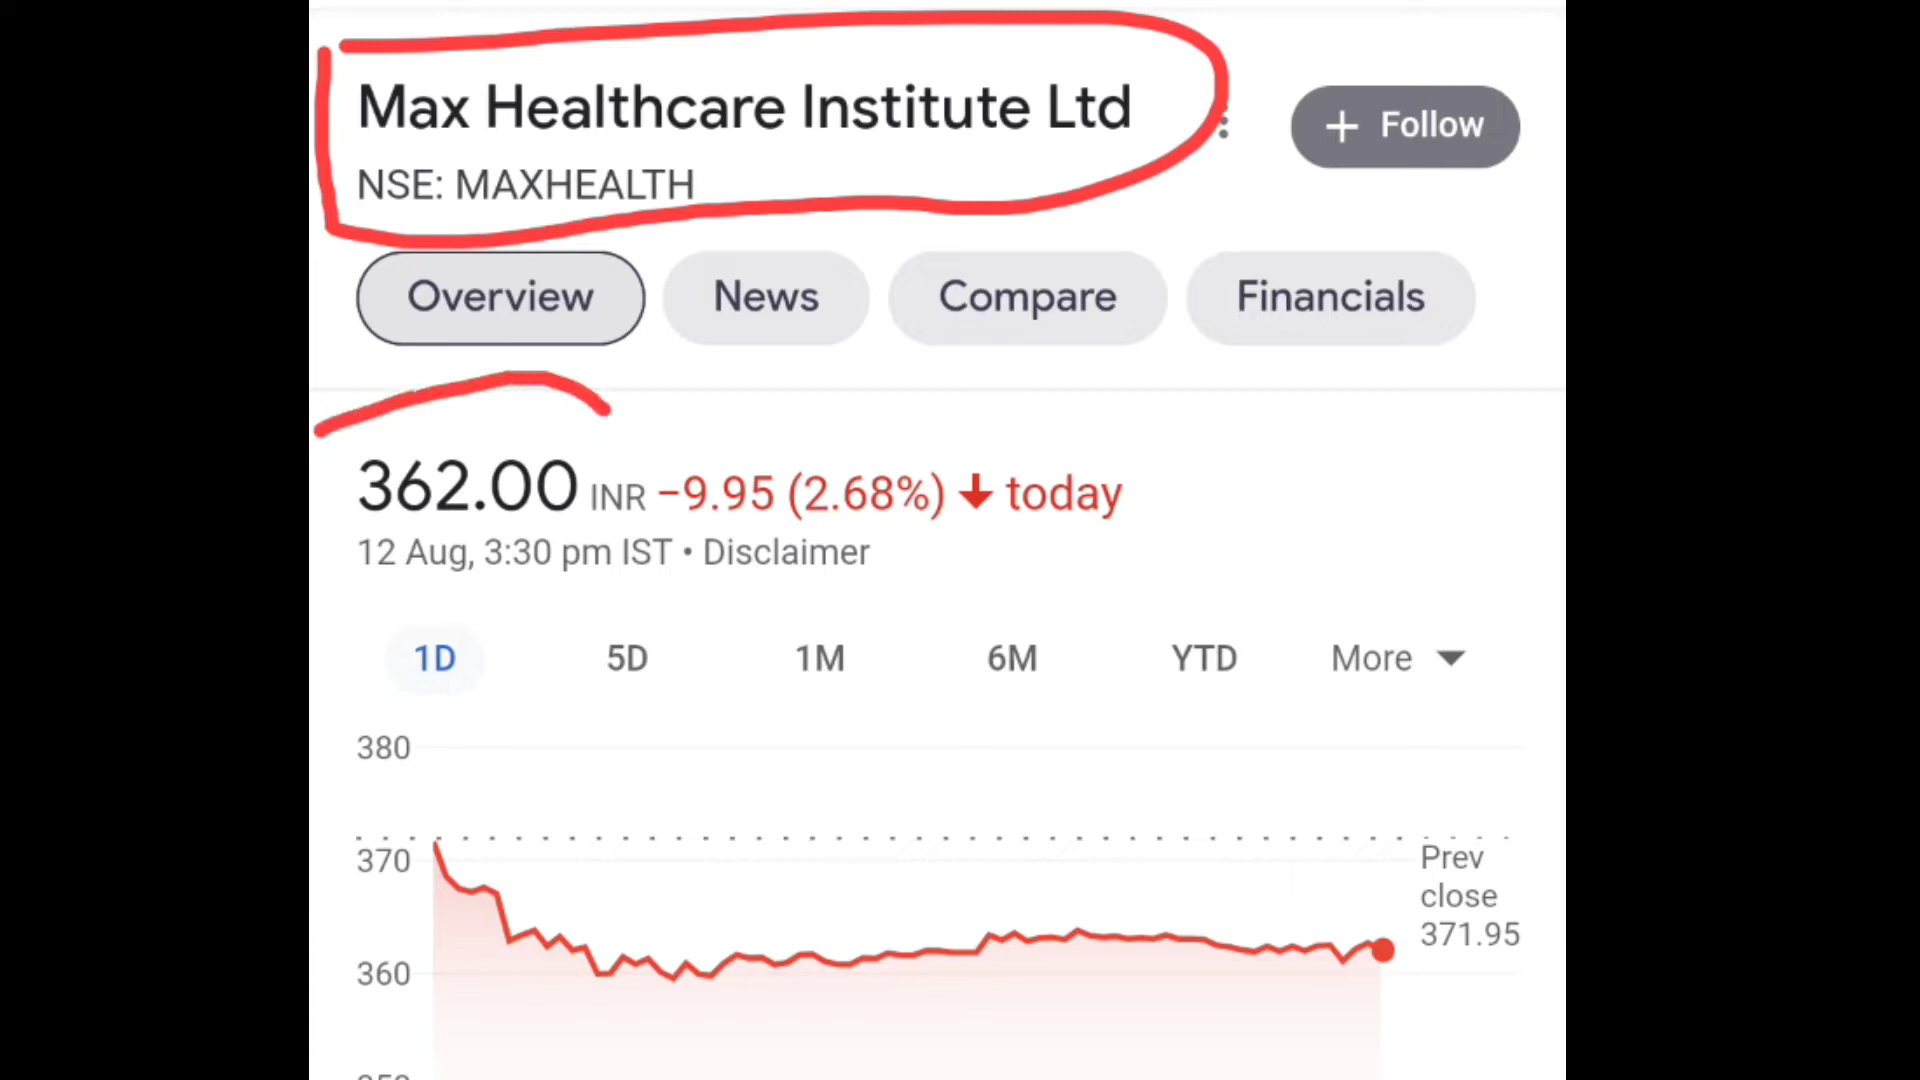 Max Healthcare Institute Ltd
+ Follow
NSE: MAXHEALTH
Overview News Compare Financials
362.00 INR −9.95 (2.68%) ↓ today
12 Aug, 3:30 pm IST • Disclaimer
1D 5D 1M 6M YTD More
380
370
Prev
close
371.95
360